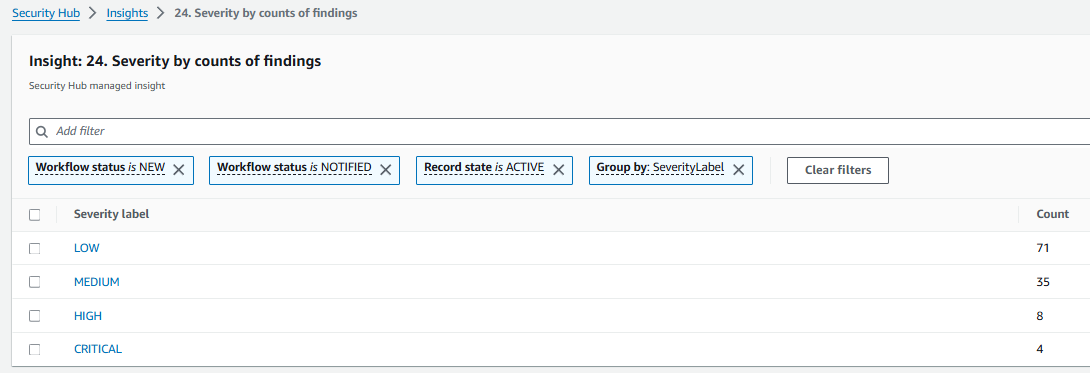 Security Hub > Insights > 24. Severity by counts of findings
Insight: 24. Severity by counts of findings
Security Hub managed insight
Add filter
Workflow status is NEW Workflow status is NOTIFIED Record state is ACTIVE Group by: SeverityLabel Clear filters
Severity label Count
LOW 71
MEDIUM 35
HIGH 8
CRITICAL 4